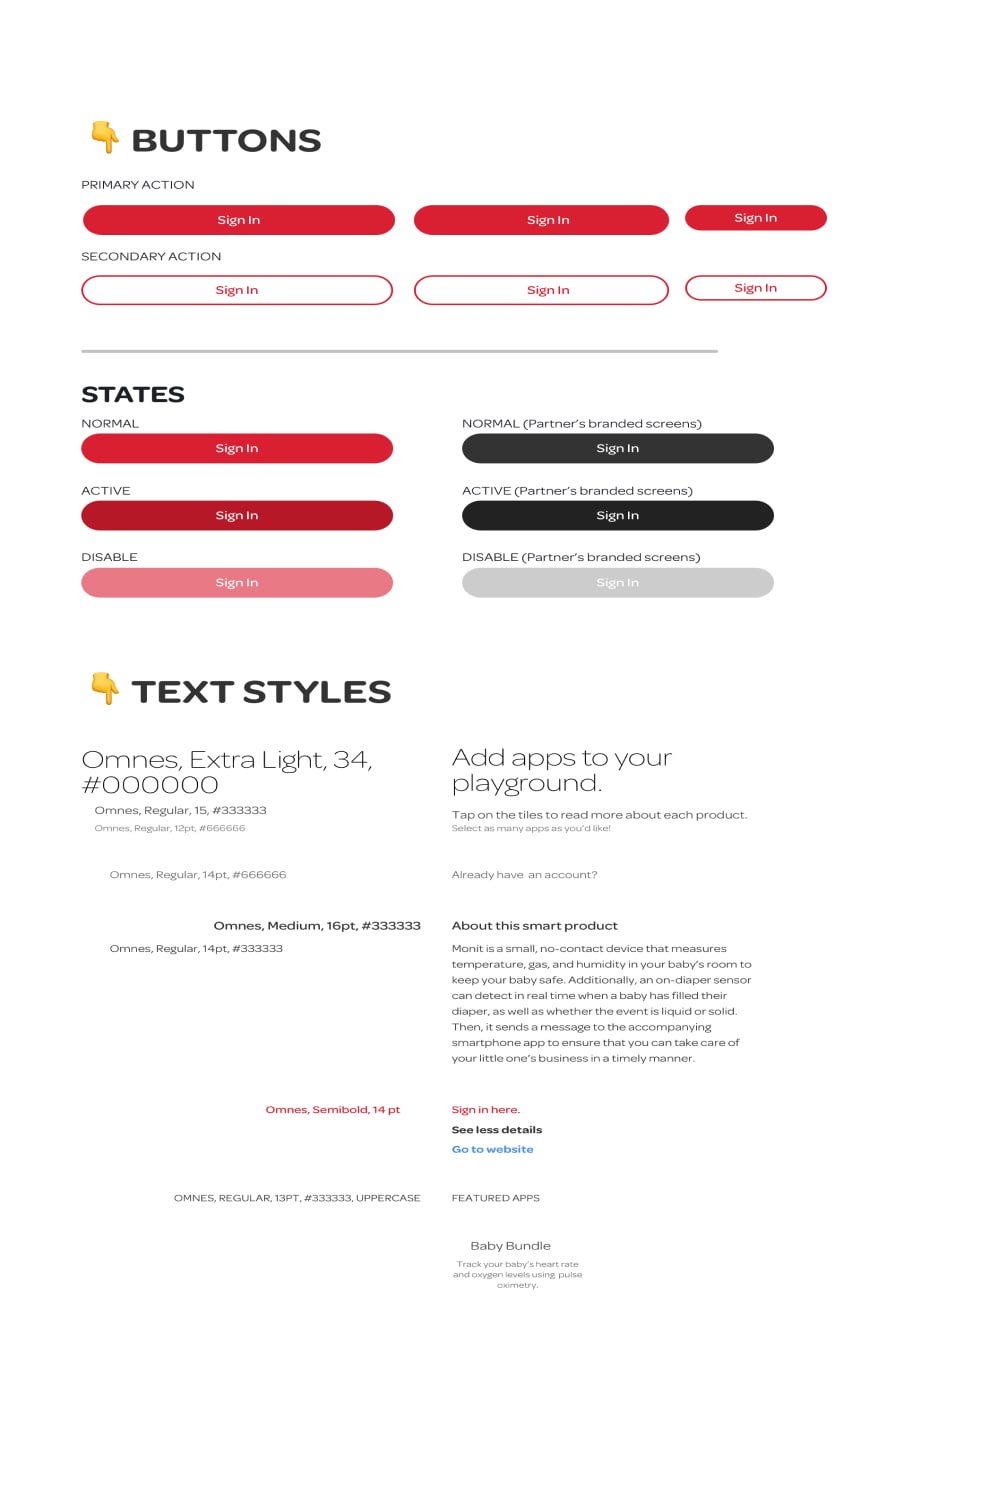 BUTTONS
PRIMARY ACTION
Sign In
Sign In
Sign In
SECONDARY ACTION
Sign In
Sign In
Sign In
STATES
NORMAL
Sign In
NORMAL (Partner’s branded screens)
Sign In
ACTIVE
Sign In
ACTIVE (Partner’s branded screens)
Sign In
DISABLE
Sign In
DISABLE (Partner’s branded screens)
Sign In
TEXT STYLES
Omnes, Extra Light, 34,
#000000
Add apps to your
playground.
Omnes, Regular, 15, #333333
Tap on the tiles to read more about each product.
Omnes, Regular, 12pt, #666666
Select as many apps as you’d like!
Omnes, Regular, 14pt, #666666
Already have an account?
Omnes, Medium, 16pt, #333333
About this smart product
Omnes, Regular, 14pt, #333333
Monit is a small, no-contact device that measures
temperature, gas, and humidity in your baby’s room to
keep your baby safe. Additionally, an on-diaper sensor
can detect in real time when a baby has filled their
diaper, as well as whether the event is liquid or solid.
Then, it sends a message to the accompanying
smartphone app to ensure that you can take care of
your little one’s business in a timely manner.
Omnes, Semibold, 14 pt
Sign in here.
See less details
Go to website
OMNES, REGULAR, 13PT, #333333, UPPERCASE
FEATURED APPS
Baby Bundle
Track your baby’s heart rate
and oxygen levels using pulse
oximetry.